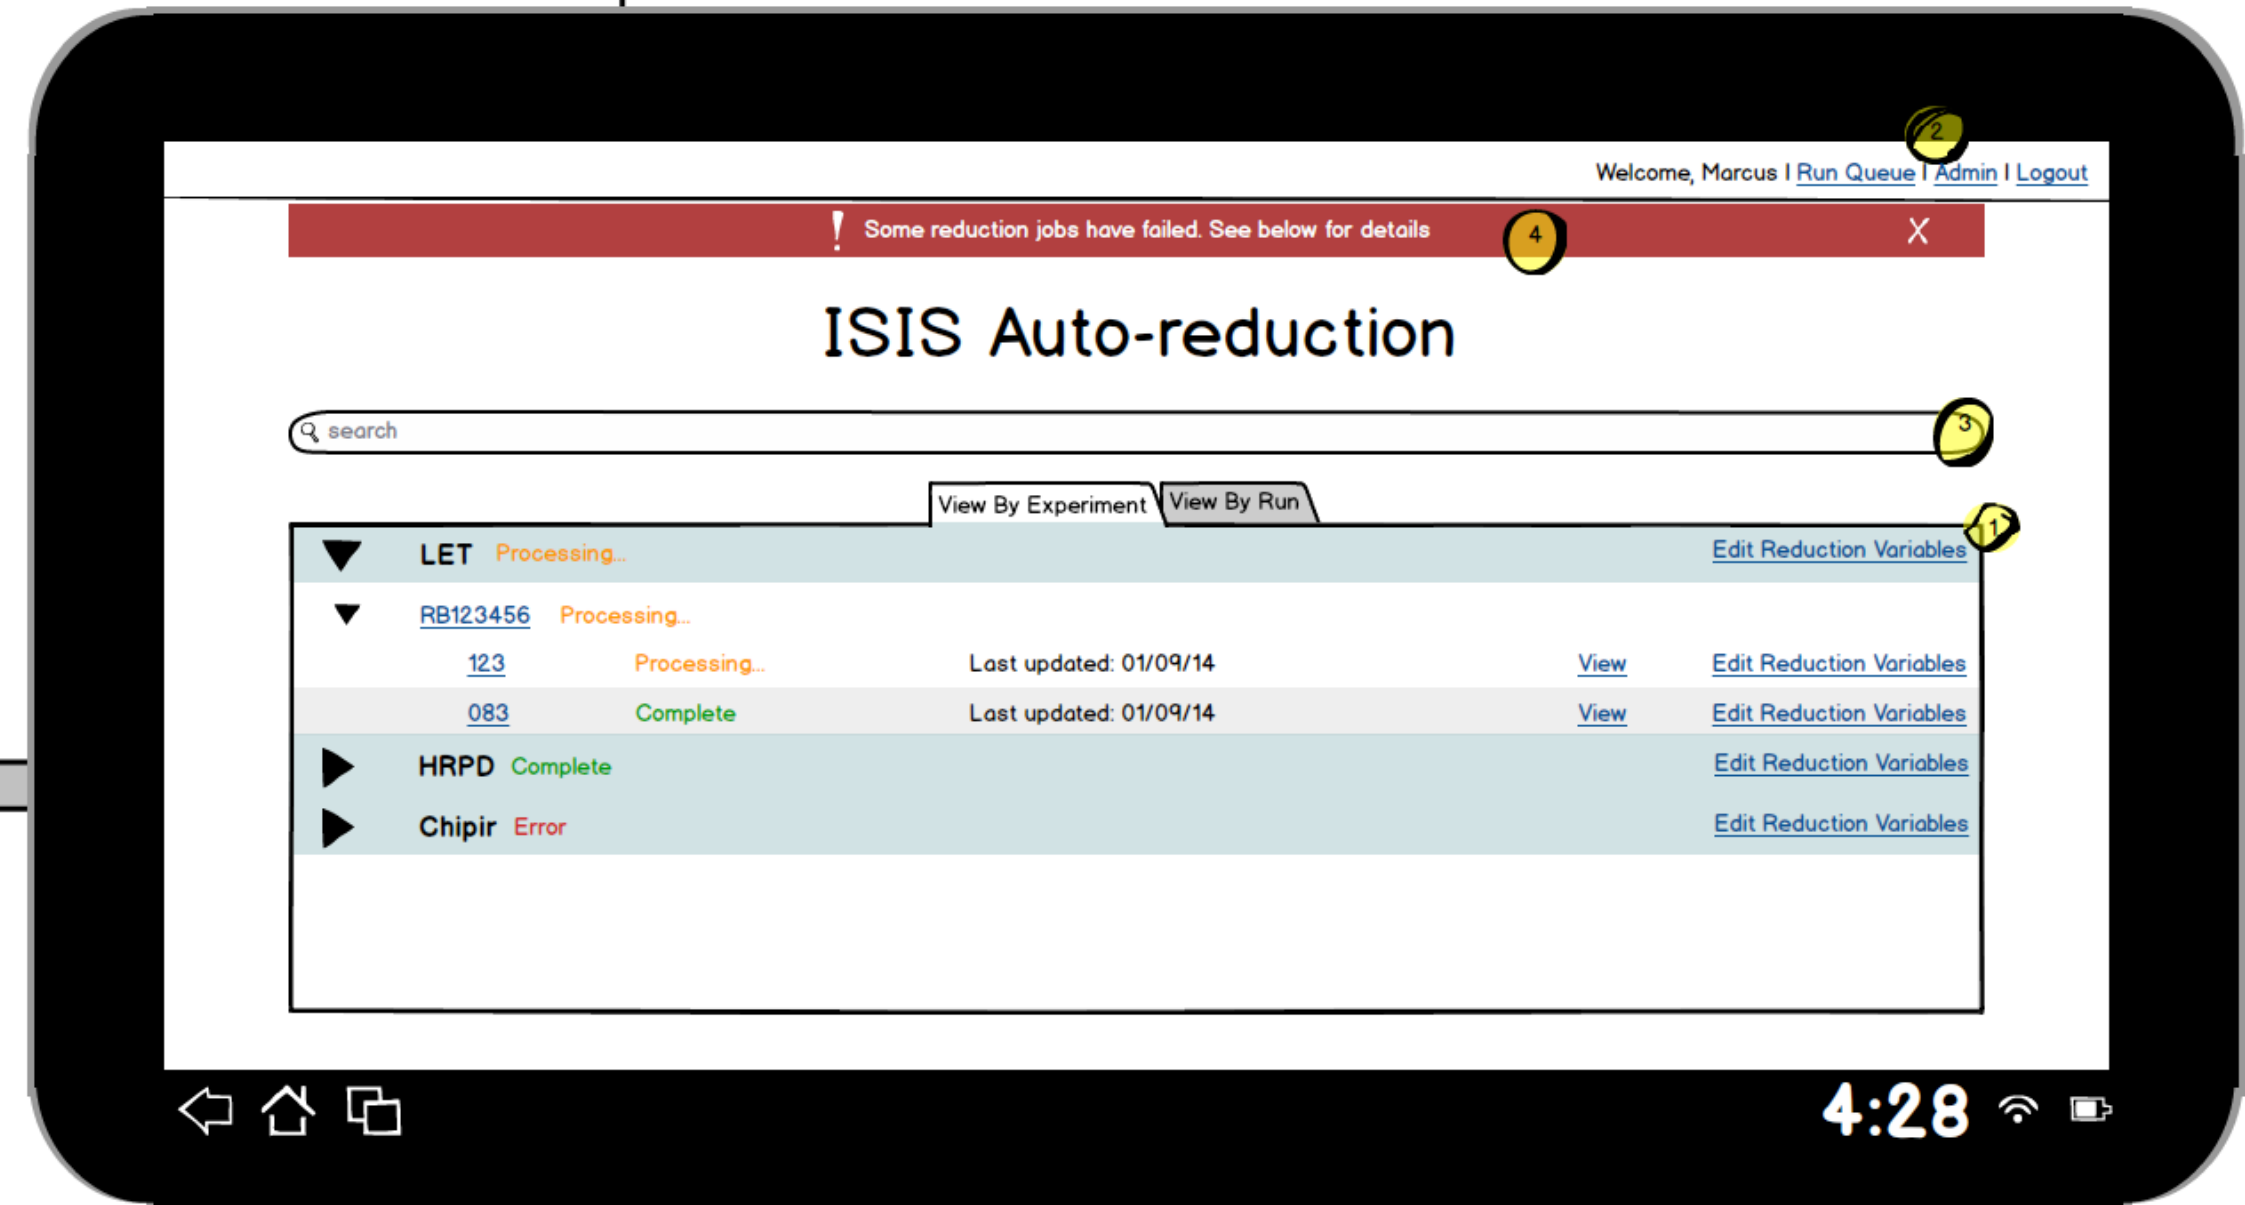 2
Welcome, Marcus | Run Queue | Admin | Logout
! Some reduction jobs have failed. See below for details 4 X
ISIS Auto-reduction
search 3
View By Experiment View By Run
1
LET Processing... Edit Reduction Variables
RB123456 Processing...
123 Processing... Last updated: 01/09/14 View Edit Reduction Variables
083 Complete Last updated: 01/09/14 View Edit Reduction Variables
HRPD Complete Edit Reduction Variables
Chipir Error Edit Reduction Variables
4:28